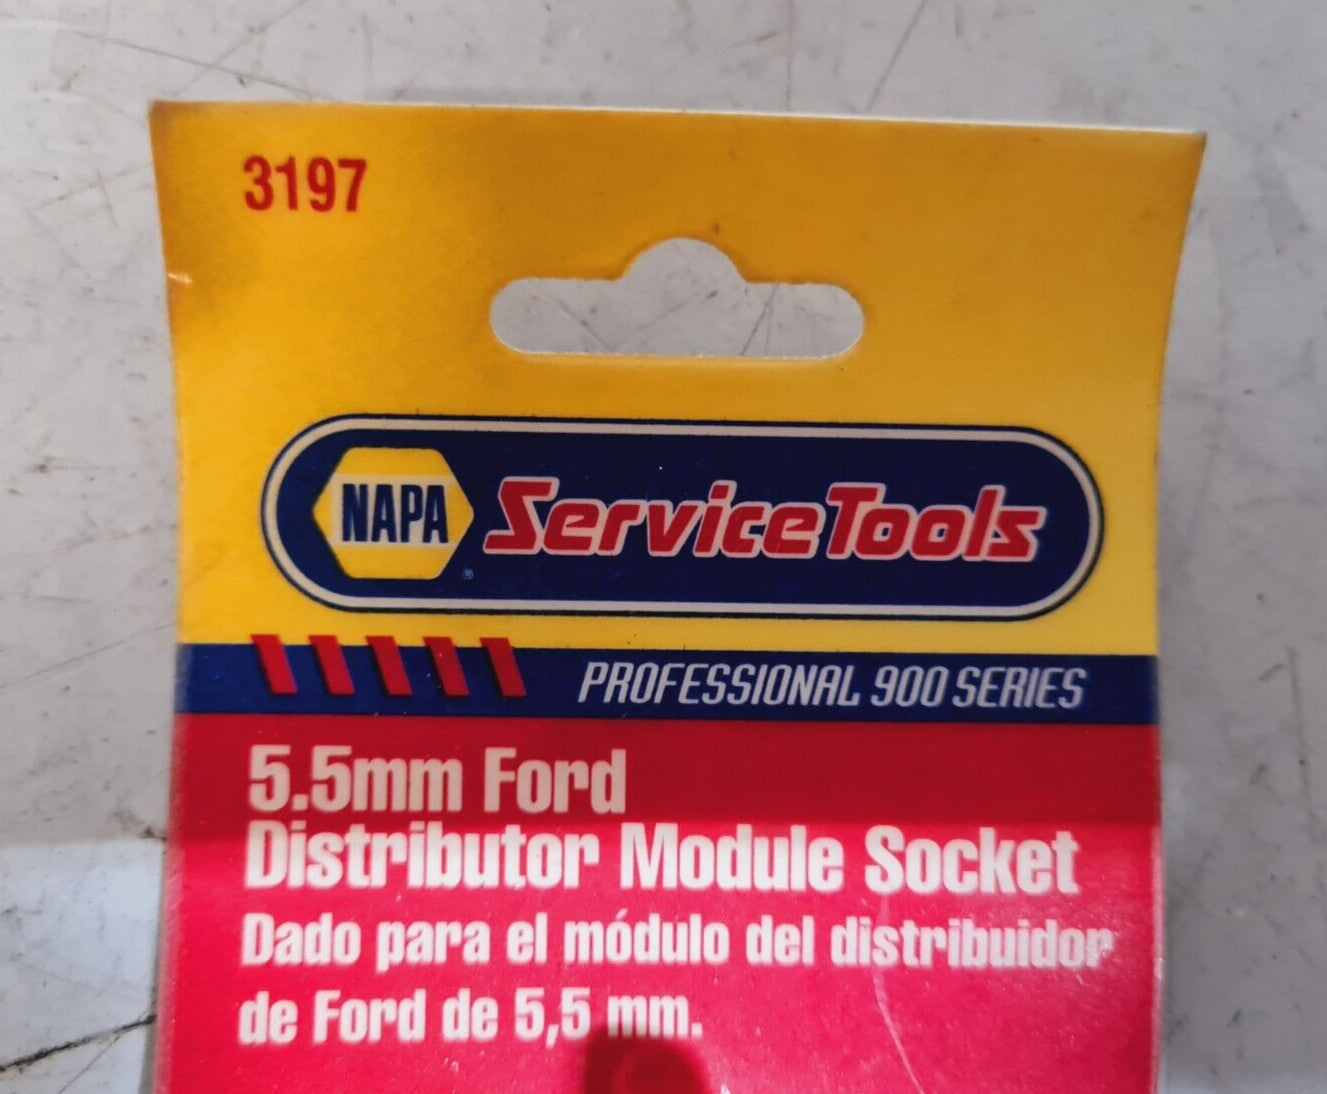 3197
NAPA ServiceTools
PROFESSIONAL 900 SERIES
5.5mm Ford
Distributor Module Socket
Dado para el módulo del distribuidor
de Ford de 5,5 mm.